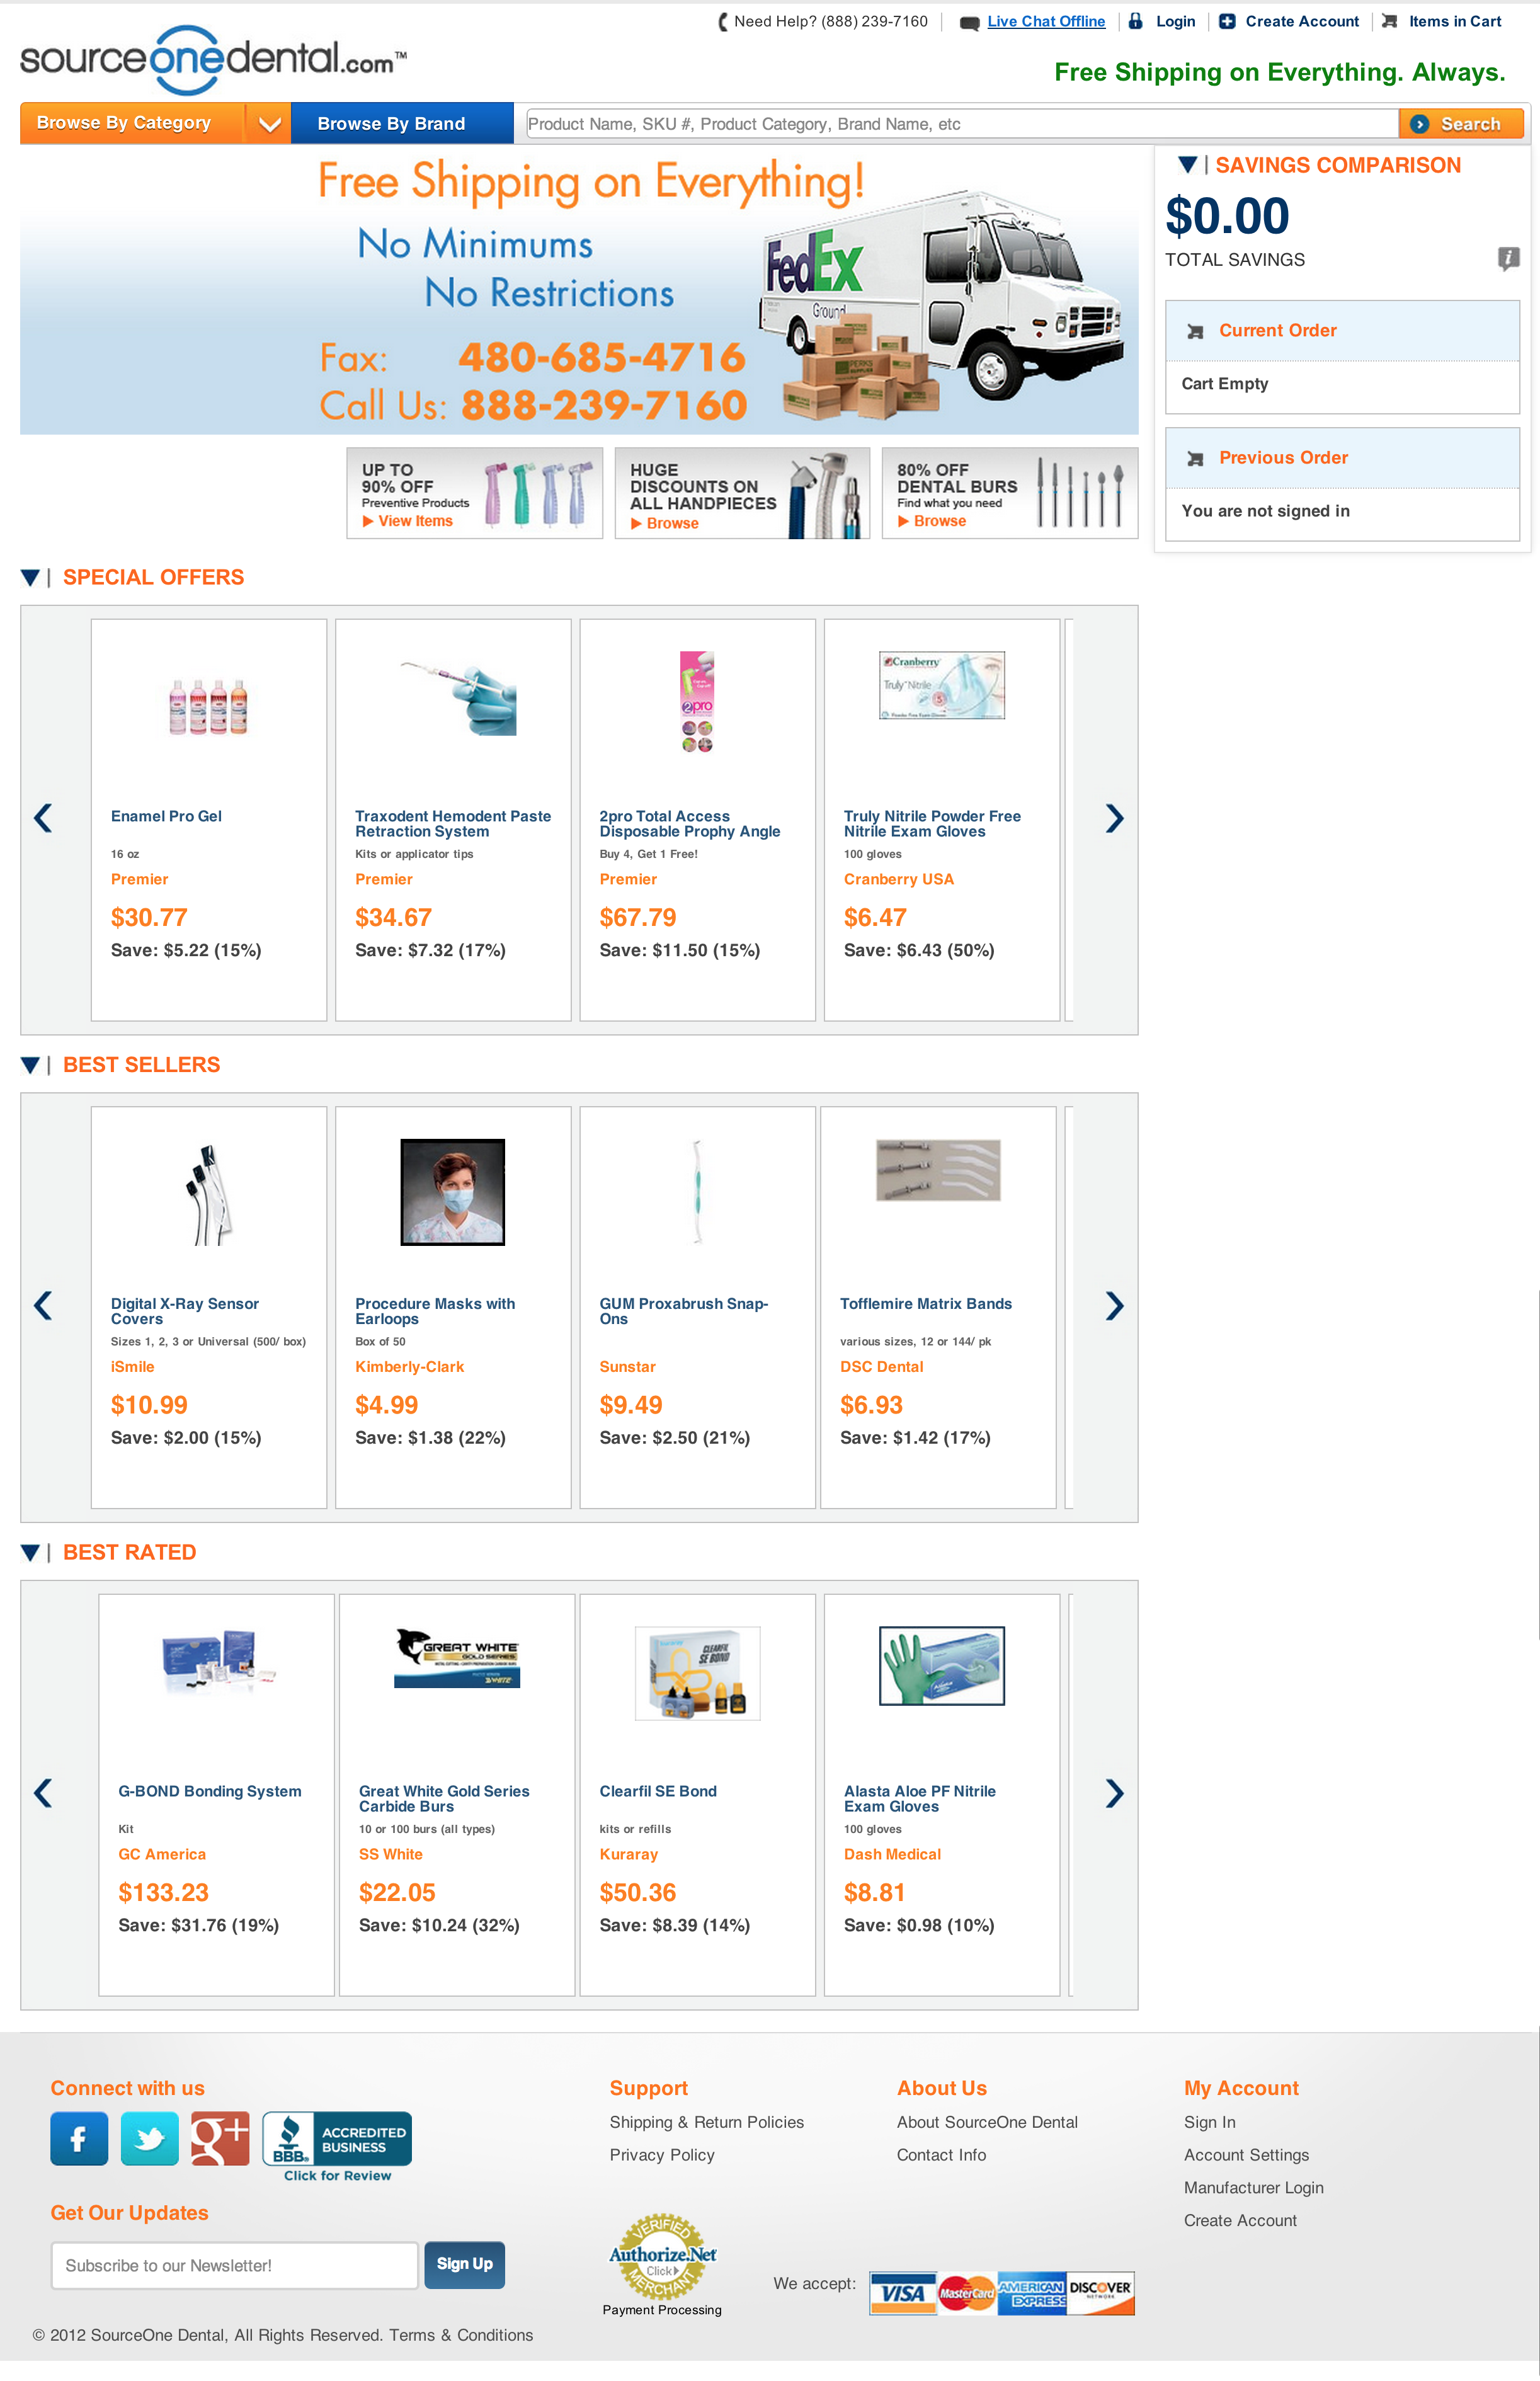 Need Help? (888) 239-7160
Live Chat Offline
Login
Create Account
Items in Cart
sourceonedental.com™
Free Shipping on Everything. Always.
Browse By Category
Browse By Brand
Product Name, SKU #, Product Category, Brand Name, etc
Search
Free Shipping on Everything!
No Minimums
No Restrictions
Fax: 480-685-4716
Call Us: 888-239-7160
FedEx
Ground
SAVINGS COMPARISON
$0.00
TOTAL SAVINGS
Current Order
Cart Empty
Previous Order
You are not signed in
UP TO
90% OFF
Preventive Products
View Items
HUGE
DISCOUNTS ON
ALL HANDPIECES
Browse
80% OFF
DENTAL BURS
Find what you need
Browse
SPECIAL OFFERS
Enamel Pro Gel
16 oz
Premier
$30.77
Save: $5.22 (15%)
Traxodent Hemodent Paste
Retraction System
Kits or applicator tips
Premier
$34.67
Save: $7.32 (17%)
2pro
2pro Total Access
Disposable Prophy Angle
Buy 4, Get 1 Free!
Premier
$67.79
Save: $11.50 (15%)
Cranberry
Truly Nitrile
Truly Nitrile Powder Free
Nitrile Exam Gloves
100 gloves
Cranberry USA
$6.47
Save: $6.43 (50%)
BEST SELLERS
Digital X-Ray Sensor
Covers
Sizes 1, 2, 3 or Universal (500/ box)
iSmile
$10.99
Save: $2.00 (15%)
Procedure Masks with
Earloops
Box of 50
Kimberly-Clark
$4.99
Save: $1.38 (22%)
GUM Proxabrush Snap-
Ons
Sunstar
$9.49
Save: $2.50 (21%)
Tofflemire Matrix Bands
various sizes, 12 or 144/ pk
DSC Dental
$6.93
Save: $1.42 (17%)
BEST RATED
G-BOND Bonding System
Kit
GC America
$133.23
Save: $31.76 (19%)
GREAT WHITE
GOLD SERIES
Great White Gold Series
Carbide Burs
10 or 100 burs (all types)
SS White
$22.05
Save: $10.24 (32%)
CLEARFIL
SE BOND
Clearfil SE Bond
kits or refills
Kuraray
$50.36
Save: $8.39 (14%)
Alasta Aloe PF Nitrile
Exam Gloves
100 gloves
Dash Medical
$8.81
Save: $0.98 (10%)
Connect with us
BBB.
ACCREDITED
BUSINESS
Click for Review
Get Our Updates
Subscribe to our Newsletter!
Sign Up
Support
Shipping & Return Policies
Privacy Policy
VERIFIED
Authorize.Net
Click
MERCHANT
Payment Processing
About Us
About SourceOne Dental
Contact Info
We accept:
VISA
MasterCard
AMERICAN
EXPRESS
DISCOVER
NETWORK
My Account
Sign In
Account Settings
Manufacturer Login
Create Account
© 2012 SourceOne Dental, All Rights Reserved. Terms & Conditions